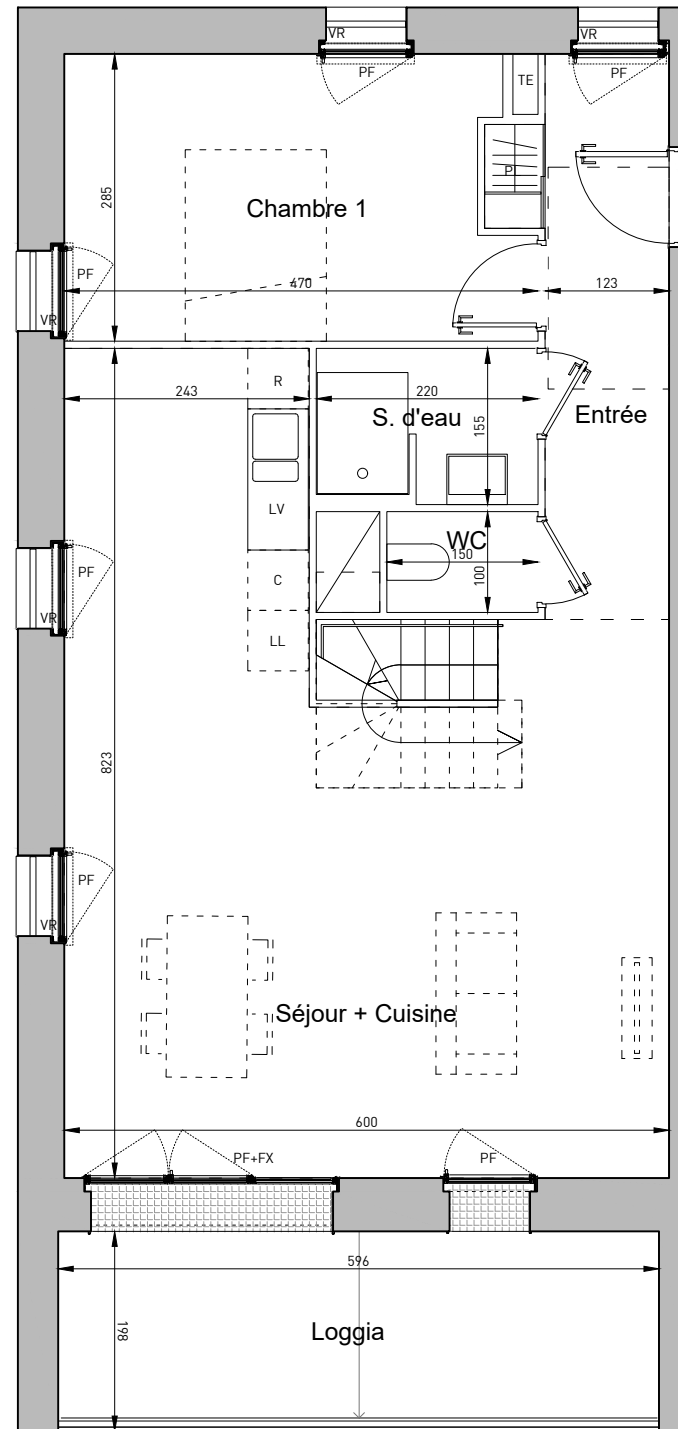 VR
VR
PF
PF
TE
PL
285
Chambre 1
PF
470
123
VR
R
243
220
S. d'eau
155
Entrée
LV
WC
150
100
PF
C
VR
LL
823
PF
VR
Séjour + Cuisine
600
PF+FX
PF
596
198
Loggia